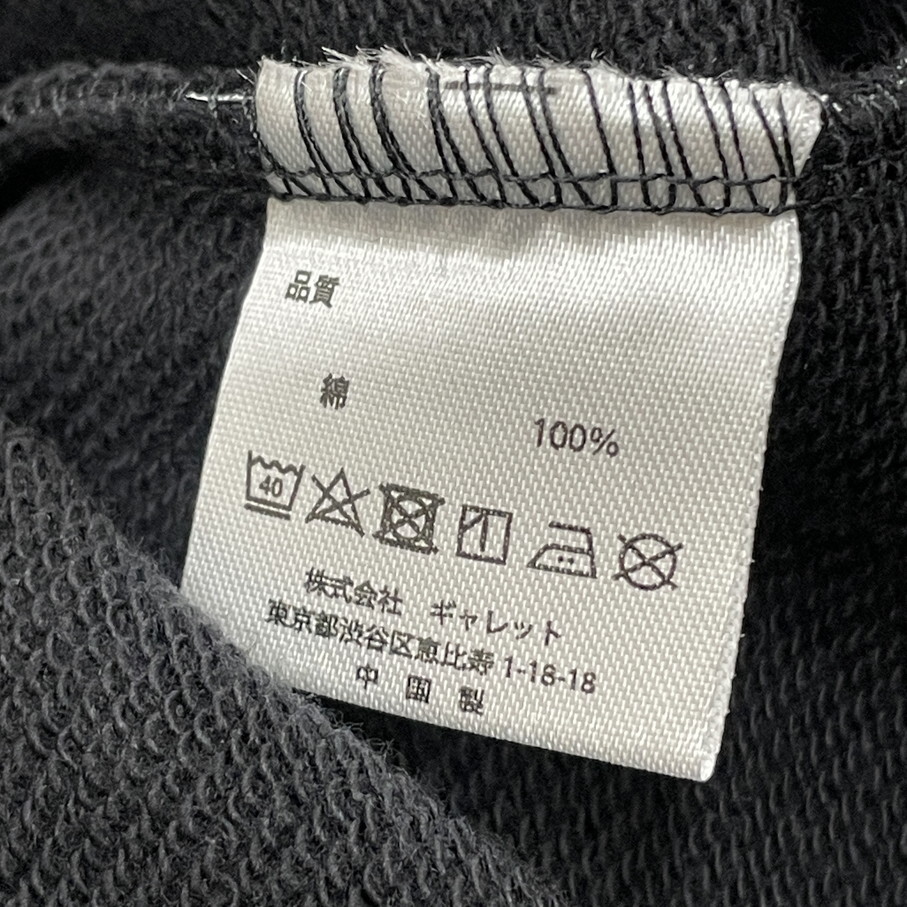 品質
綿
100%
40
株式会社 ギャレット
東京都渋谷区恵比寿 1-18-18
中国製